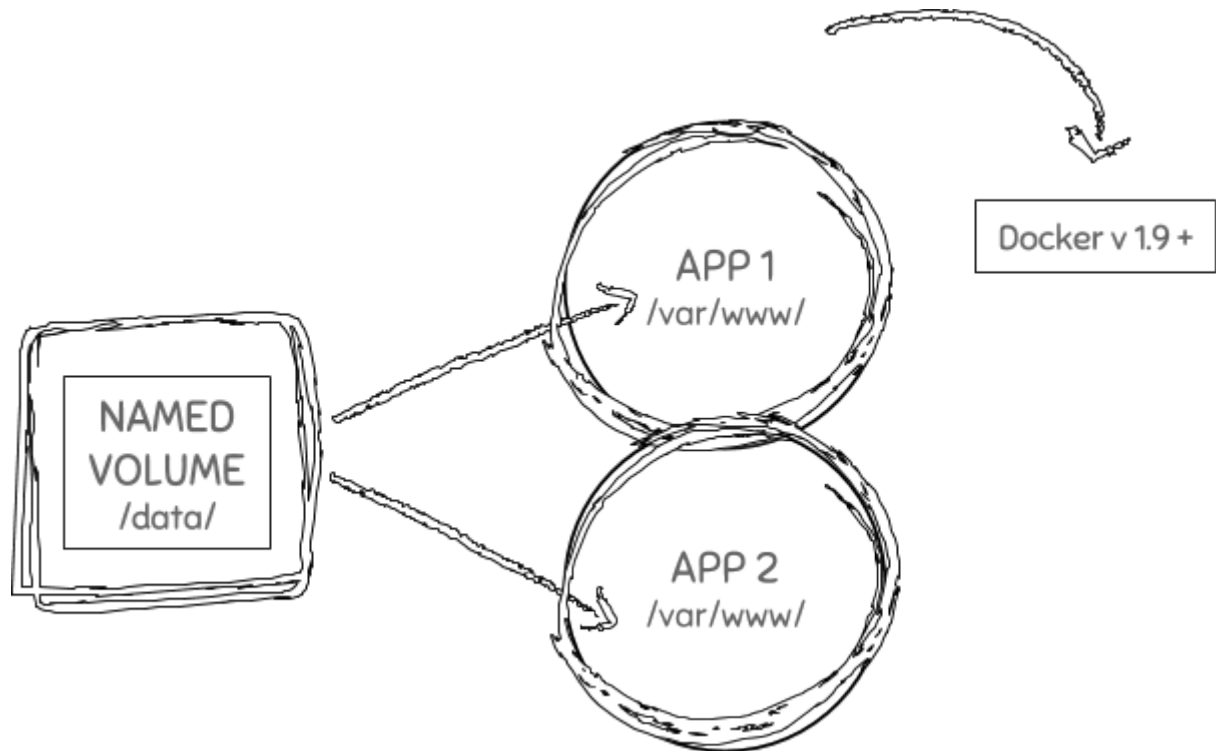 NAMED
VOLUME
/data/
APP 1
/var/www/
APP 2
/var/www/
Docker v 1.9 +